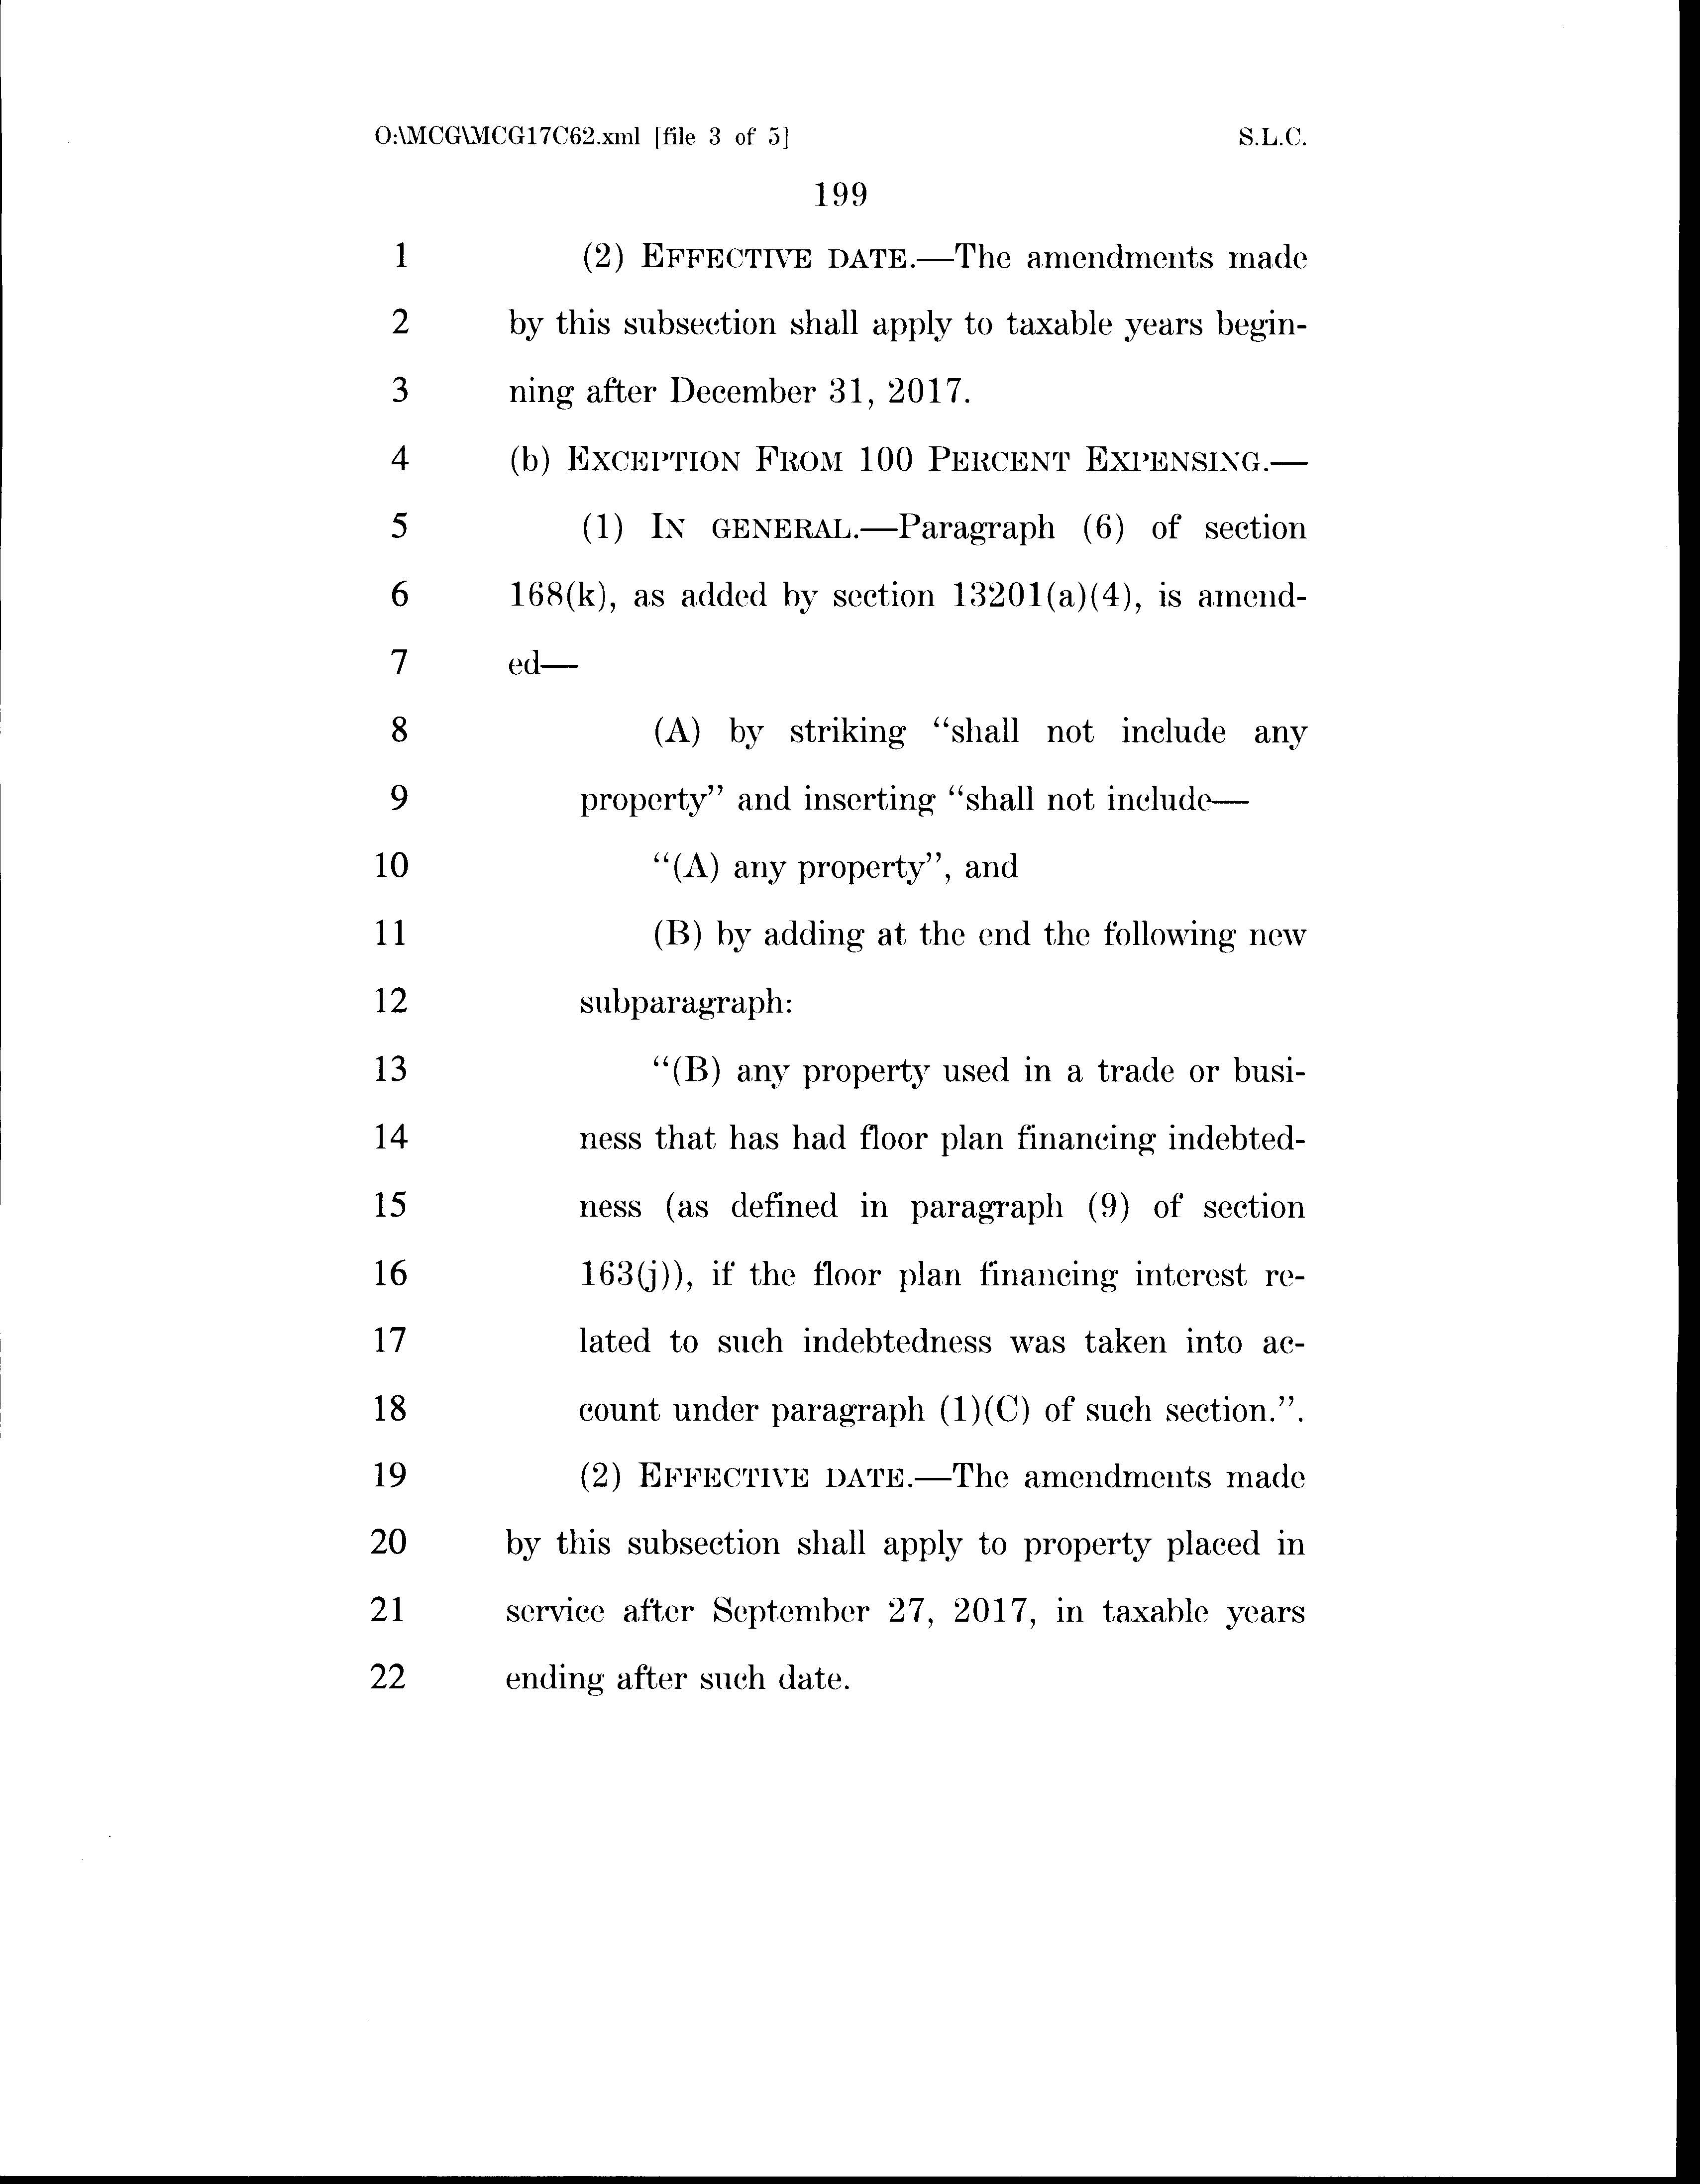 O:\MCG\MCG17C62.xml [file 3 of 5] S.L.C.
199
1 (2) EFFECTIVE DATE.—The amendments made
2 by this subsection shall apply to taxable years begin-
3 ning after December 31, 2017.
4 (b) EXCEPTION FROM 100 PERCENT EXPENSING.—
5 (1) IN GENERAL.—Paragraph (6) of section
6 168(k), as added by section 13201(a)(4), is amend-
7 ed—
8 (A) by striking “shall not include any
9 property” and inserting “shall not include—
10 “(A) any property”, and
11 (B) by adding at the end the following new
12 subparagraph:
13 “(B) any property used in a trade or busi-
14 ness that has had floor plan financing indebted-
15 ness (as defined in paragraph (9) of section
16 163(j)), if the floor plan financing interest re-
17 lated to such indebtedness was taken into ac-
18 count under paragraph (1)(C) of such section.”.
19 (2) EFFECTIVE DATE.—The amendments made
20 by this subsection shall apply to property placed in
21 service after September 27, 2017, in taxable years
22 ending after such date.